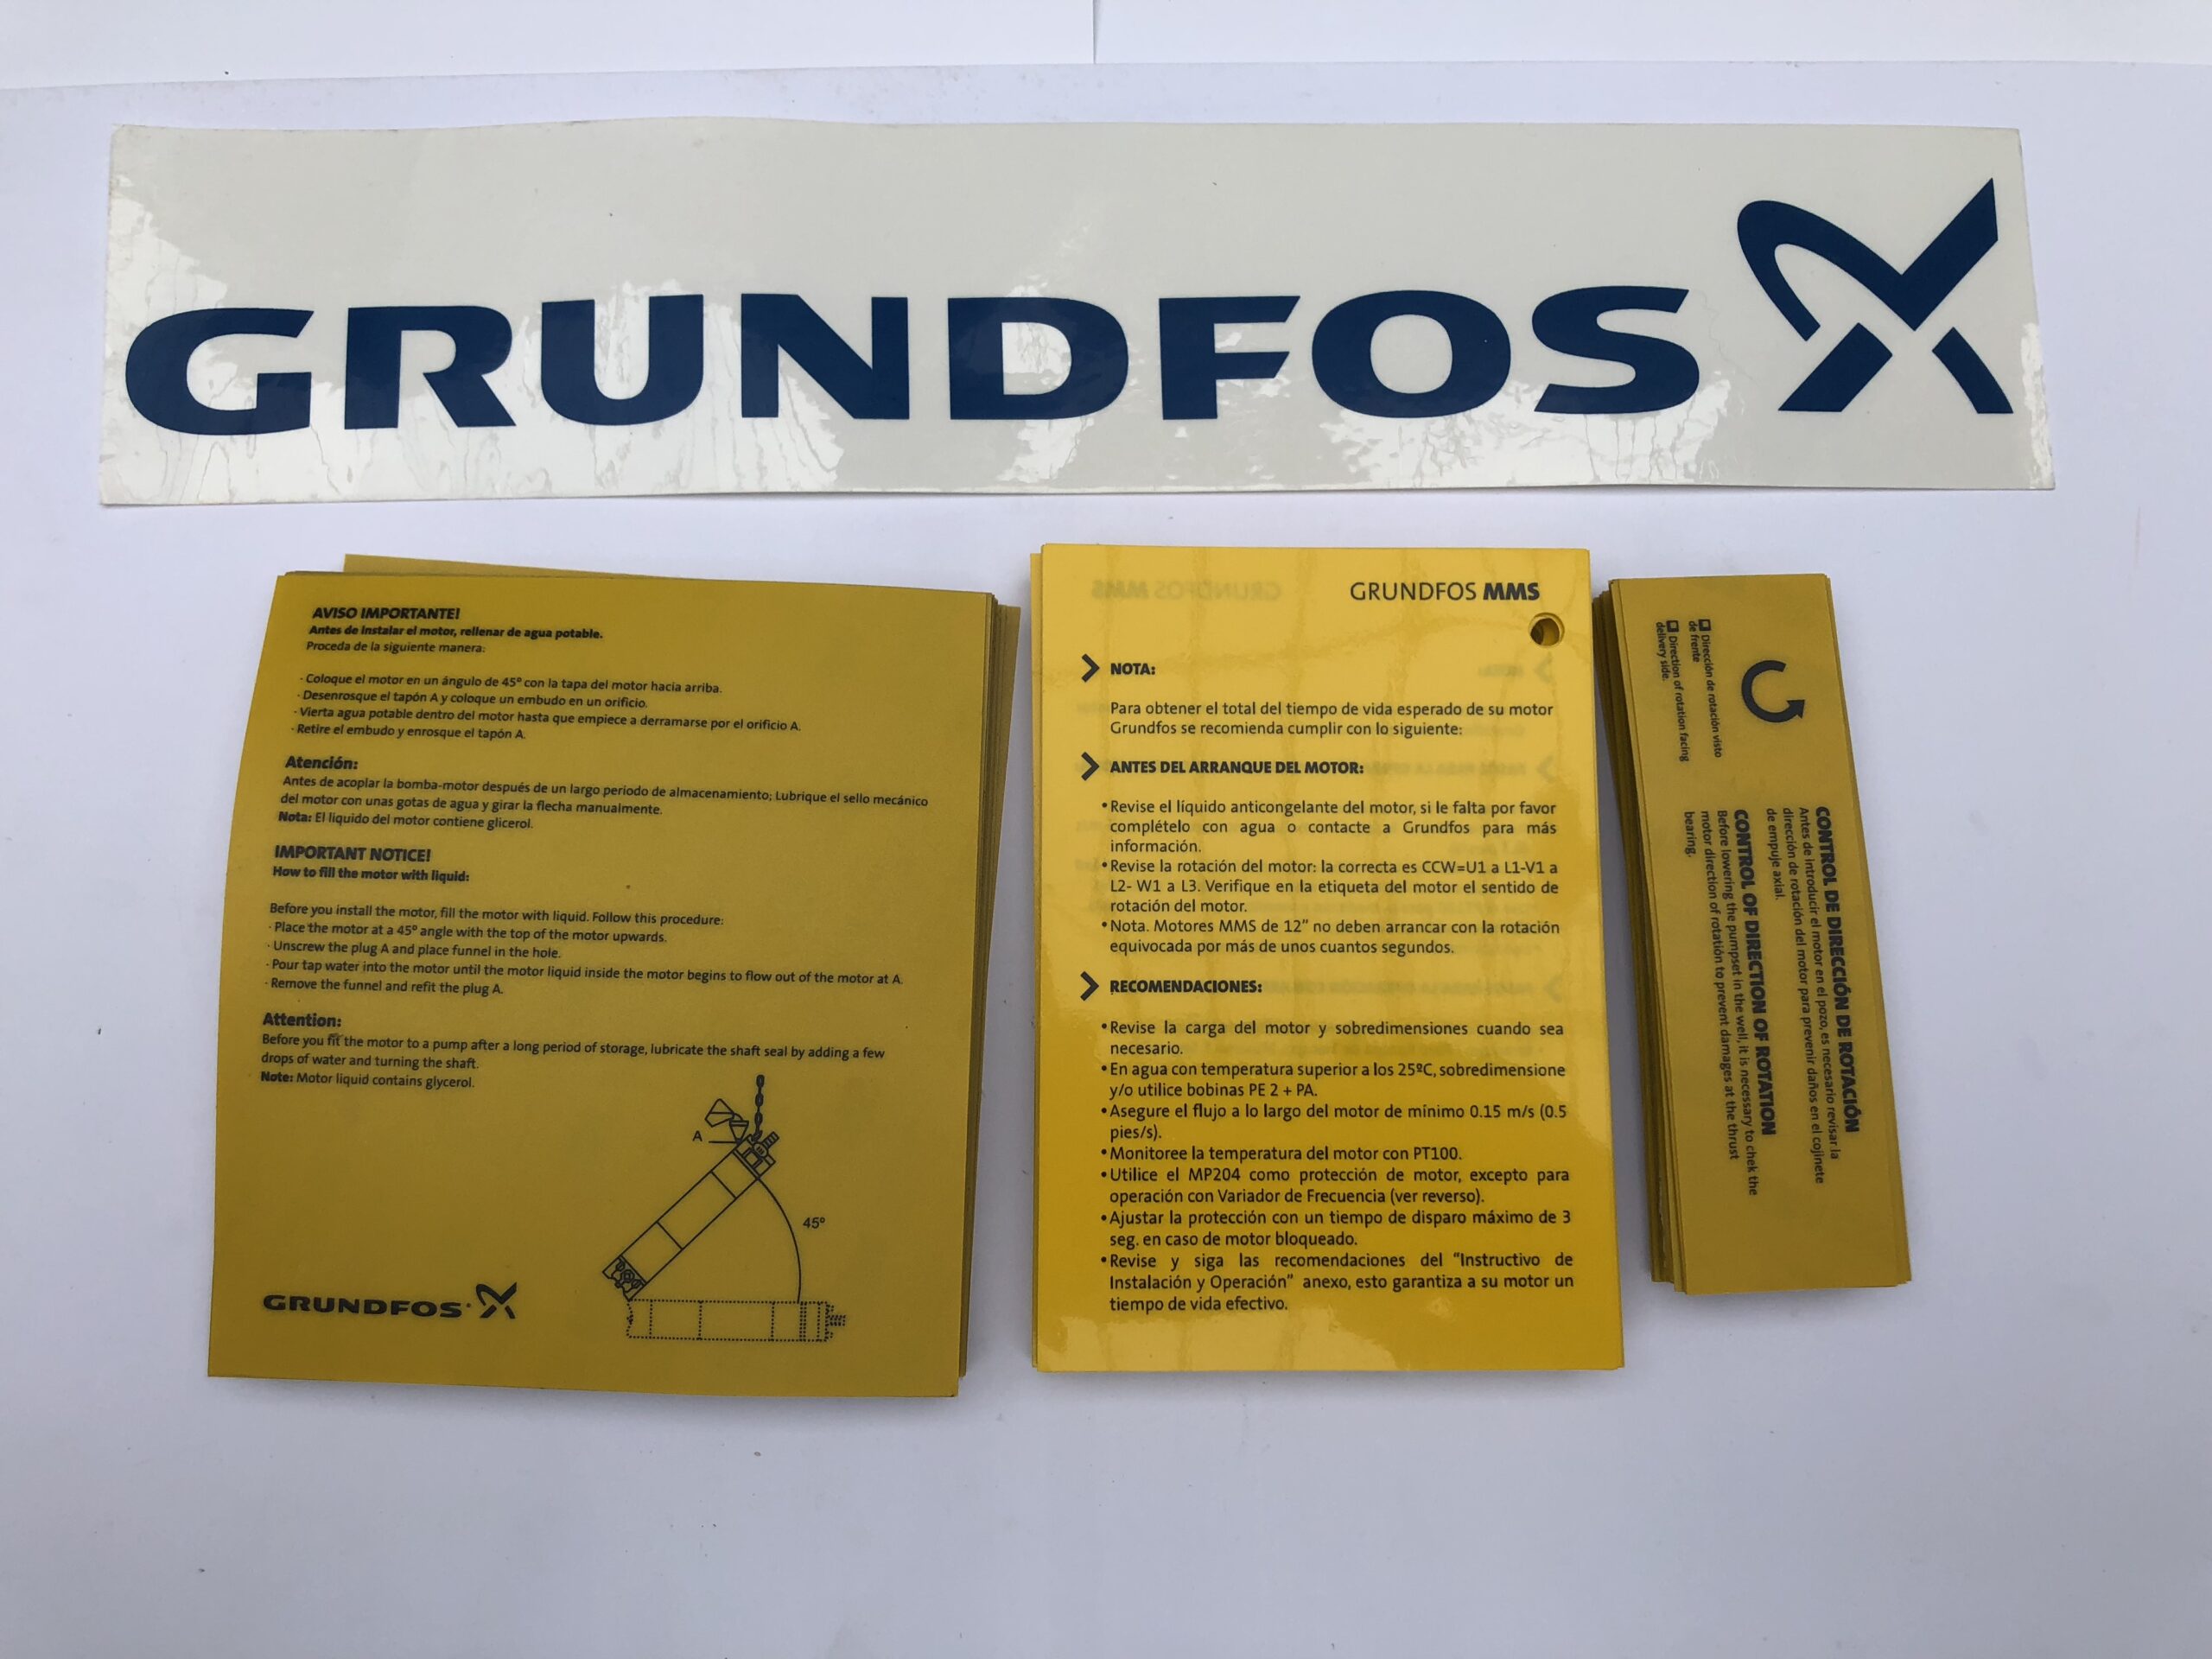 GRUNDFOS
AVISO IMPORTANTE!
Antes de instalar el motor, rellenar de agua potable.
Proceda de la siguiente manera:
· Coloque el motor en un ángulo de 45º con la tapa del motor hacia arriba.
· Desenrosque el tapón A y coloque un embudo en un orificio.
· Vierta agua potable dentro del motor hasta que empiece a derramarse por el orificio A.
· Retire el embudo y enrosque el tapón A.
Atención:
Antes de acoplar la bomba-motor después de un largo periodo de almacenamiento; Lubrique el sello mecánico
del motor con unas gotas de agua y girar la flecha manualmente.
Nota: El liquido del motor contiene glicerol.
IMPORTANT NOTICE!
How to fill the motor with liquid:
Before you install the motor, fill the motor with liquid. Follow this procedure:
· Place the motor at a 45º angle with the top of the motor upwards.
· Unscrew the plug A and place funnel in the hole.
· Pour tap water into the motor until the motor liquid inside the motor begins to flow out of the motor at A.
· Remove the funnel and refit the plug A.
Attention:
Before you fit the motor to a pump after a long period of storage, lubricate the shaft seal by adding a few
drops of water and turning the shaft.
Note: Motor liquid contains glycerol.
A
45º
GRUNDFOS
GRUNDFOS MMS
NOTA:
Para obtener el total del tiempo de vida esperado de su motor
Grundfos se recomienda cumplir con lo siguiente:
ANTES DEL ARRANQUE DEL MOTOR:
• Revise el líquido anticongelante del motor, si le falta por favor
complételo con agua o contacte a Grundfos para más
información.
• Revise la rotación del motor: la correcta es CCW=U1 a L1-V1 a
L2- W1 a L3. Verifique en la etiqueta del motor el sentido de
rotación del motor.
• Nota. Motores MMS de 12” no deben arrancar con la rotación
equivocada por más de unos cuantos segundos.
RECOMENDACIONES:
• Revise la carga del motor y sobredimensiones cuando sea
necesario.
• En agua con temperatura superior a los 25ºC, sobredimensione
y/o utilice bobinas PE 2 + PA.
• Asegure el flujo a lo largo del motor de mínimo 0.15 m/s (0.5
pies/s).
• Monitoree la temperatura del motor con PT100.
• Utilice el MP204 como protección de motor, excepto para
operación con Variador de Frecuencia (ver reverso).
• Ajustar la protección con un tiempo de disparo máximo de 3
seg. en caso de motor bloqueado.
• Revise y siga las recomendaciones del “Instructivo de
Instalación y Operación” anexo, esto garantiza a su motor un
tiempo de vida efectivo.
CONTROL DE DIRECCIÓN DE ROTACIÓN
Antes de introducir el motor en el pozo, es necesario revisar la
dirección de rotación del motor para prevenir daños en el cojinete
de empuje axial.
CONTROL OF DIRECTION OF ROTATION
Before lowering the pumpset in the well, it is necessary to chek the
motor direction of rotation to prevent damages at the thrust
bearing.
Dirección de rotación visto
de frente
Direction of rotation facing
delivery side.